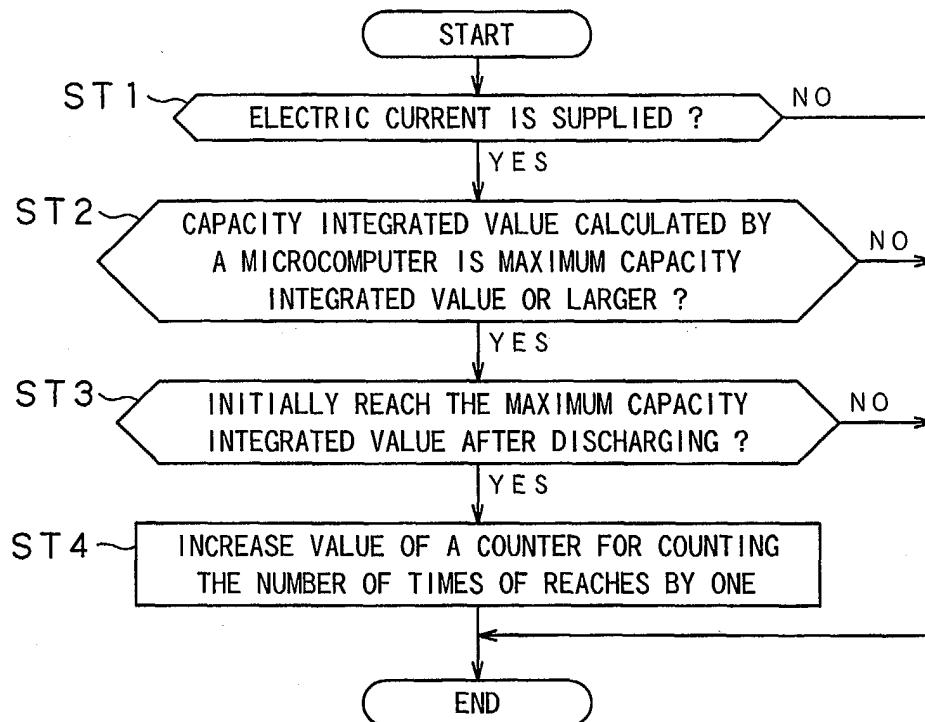 START
ST1
ELECTRIC CURRENT IS SUPPLIED ?
NO
YES
ST2
CAPACITY INTEGRATED VALUE CALCULATED BY
A MICROCOMPUTER IS MAXIMUM CAPACITY
INTEGRATED VALUE OR LARGER ?
NO
YES
ST3
INITIALLY REACH THE MAXIMUM CAPACITY
INTEGRATED VALUE AFTER DISCHARGING ?
NO
YES
ST4
INCREASE VALUE OF A COUNTER FOR COUNTING
THE NUMBER OF TIMES OF REACHES BY ONE
END